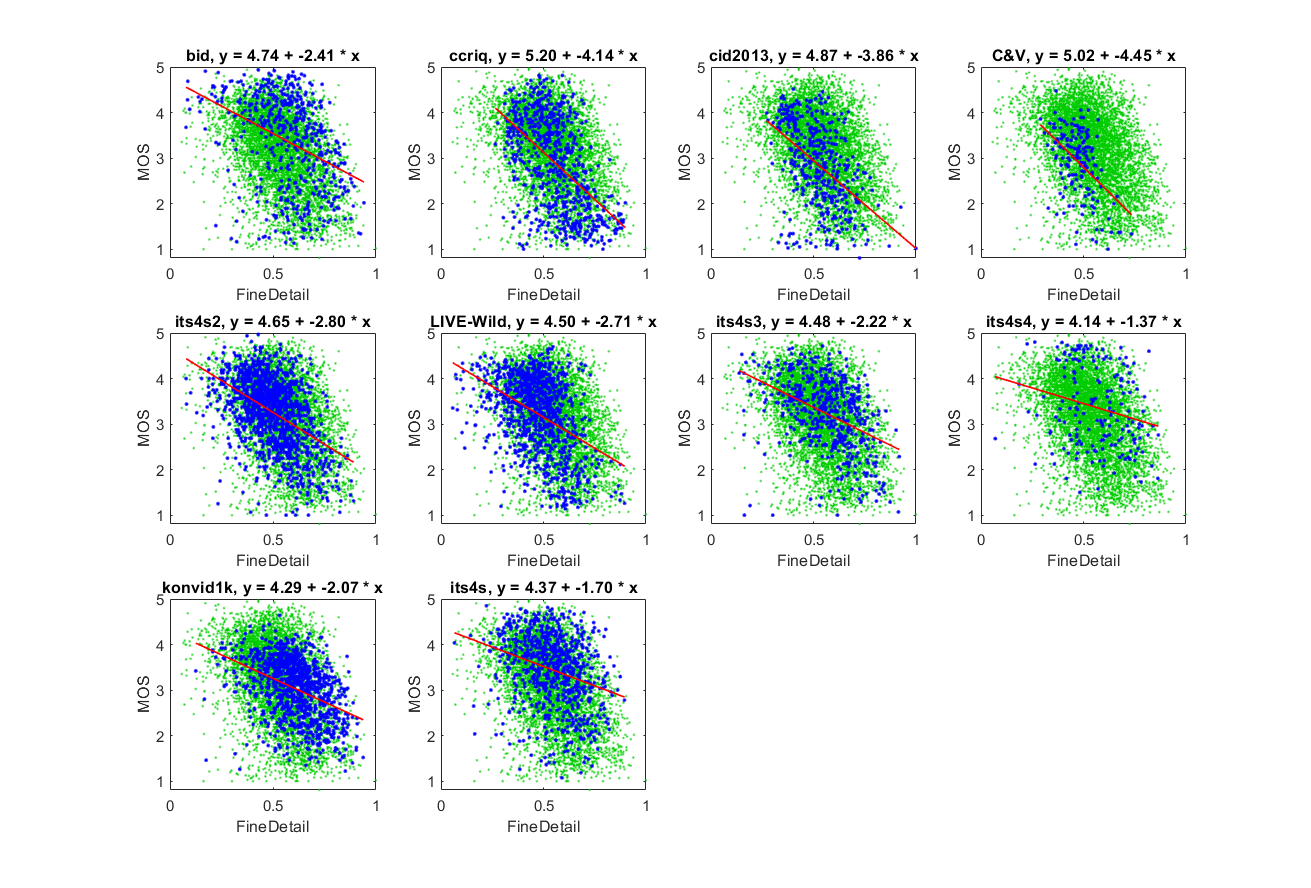 bid, y = 4.74 + -2.41 * x
5
4
3
2
1
MOS
0
0.5
1
FineDetail
ccriq, y = 5.20 + -4.14 * x
5
4
3
2
1
MOS
0
0.5
1
FineDetail
cid2013, y = 4.87 + -3.86 * x
5
4
3
2
1
MOS
0
0.5
1
FineDetail
C&V, y = 5.02 + -4.45 * x
5
4
3
2
1
MOS
0
0.5
1
FineDetail
its4s2, y = 4.65 + -2.80 * x
5
4
3
2
1
MOS
0
0.5
1
FineDetail
LIVE-Wild, y = 4.50 + -2.71 * x
5
4
3
2
1
MOS
0
0.5
1
FineDetail
its4s3, y = 4.48 + -2.22 * x
5
4
3
2
1
MOS
0
0.5
1
FineDetail
its4s4, y = 4.14 + -1.37 * x
5
4
3
2
1
MOS
0
0.5
1
FineDetail
konvid1k, y = 4.29 + -2.07 * x
5
4
3
2
1
MOS
0
0.5
1
FineDetail
its4s, y = 4.37 + -1.70 * x
5
4
3
2
1
MOS
0
0.5
1
FineDetail